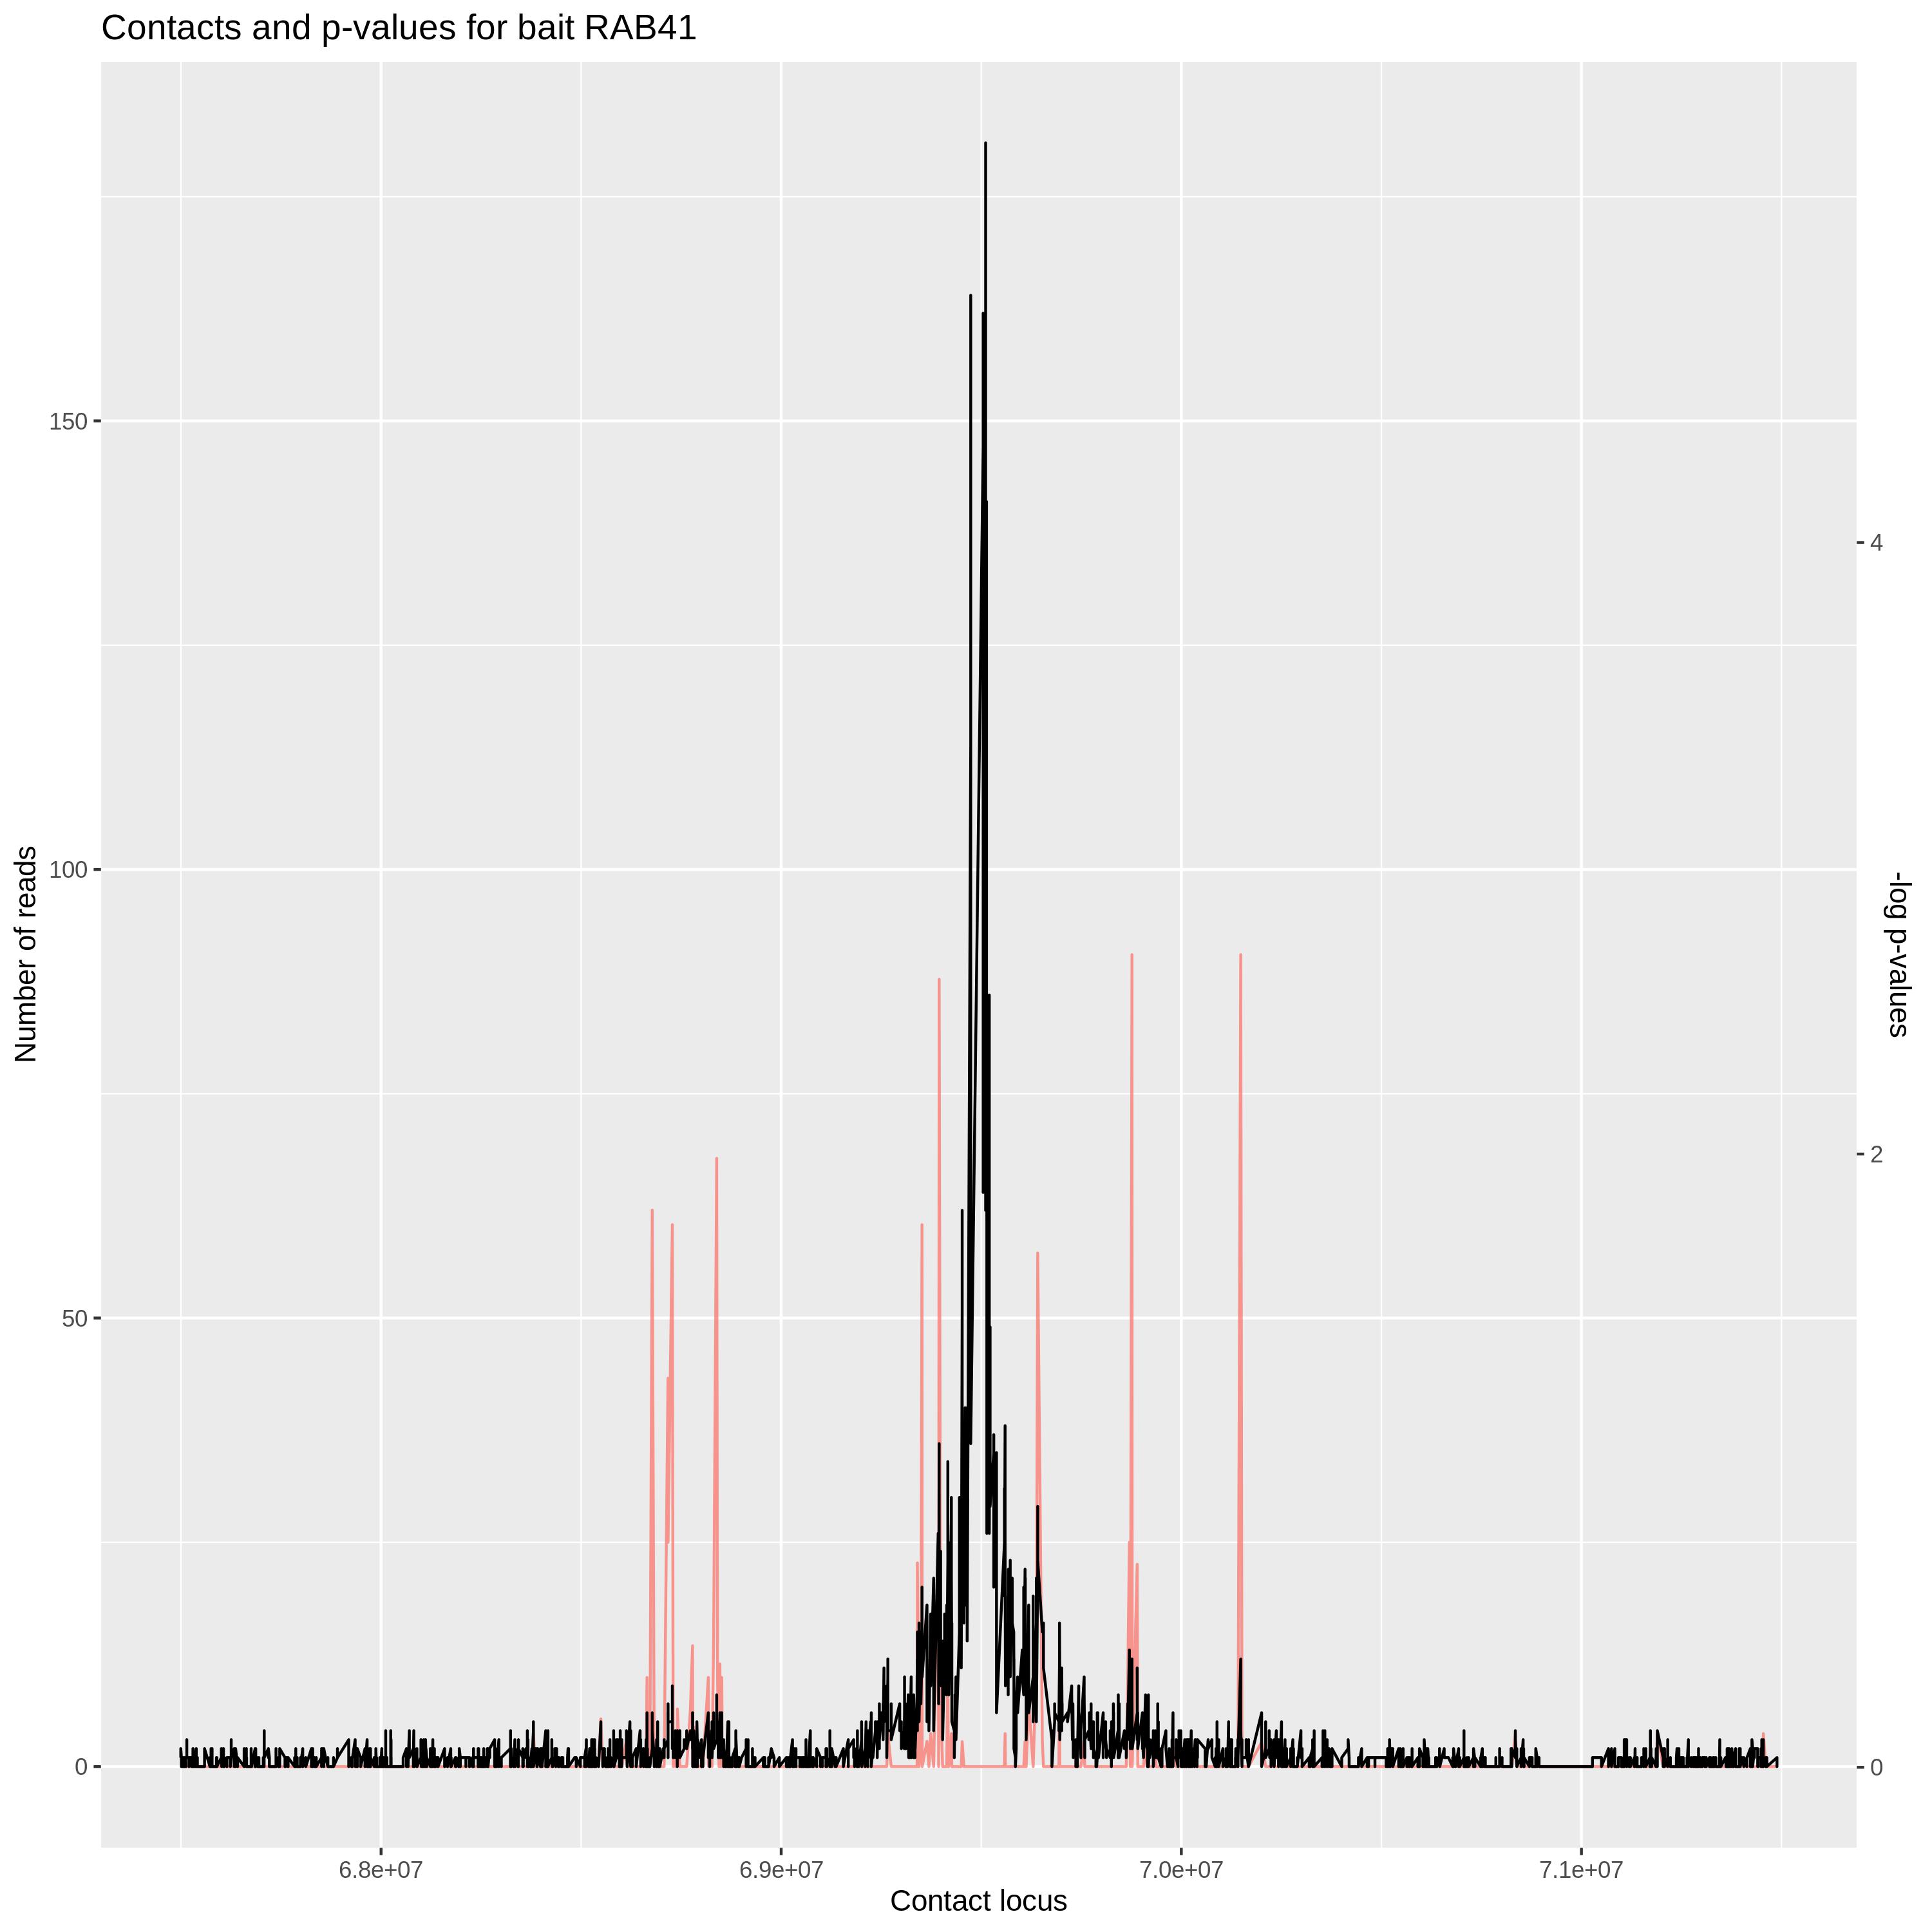 Contacts and p-values for bait RAB41
150
100
50
0
4
2
0
Number of reads
-log p-values
6.8e+07 6.9e+07 7.0e+07 7.1e+07
Contact locus